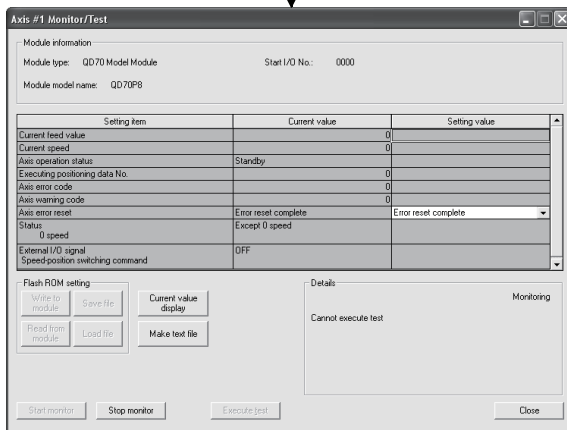 Axis #1 Monitor/Test
Module information
Module type: QD70 Model Module Start I/O No.: 0000
Module model name: QD70P8
Setting item Current value Setting value
Current feed value 0
Current speed 0
Axis operation status Standby
Executing positioning data No. 0
Axis error code 0
Axis warning code 0
Axis error reset Error reset complete Error reset complete
Status Except 0 speed
0 speed
External I/O signal OFF
Speed-position switching command
Flash ROM setting Details
Write to module Save file Current value display Monitoring
Cannot execute test
Read from module Load file Make text file
Start monitor Stop monitor Execute test Close